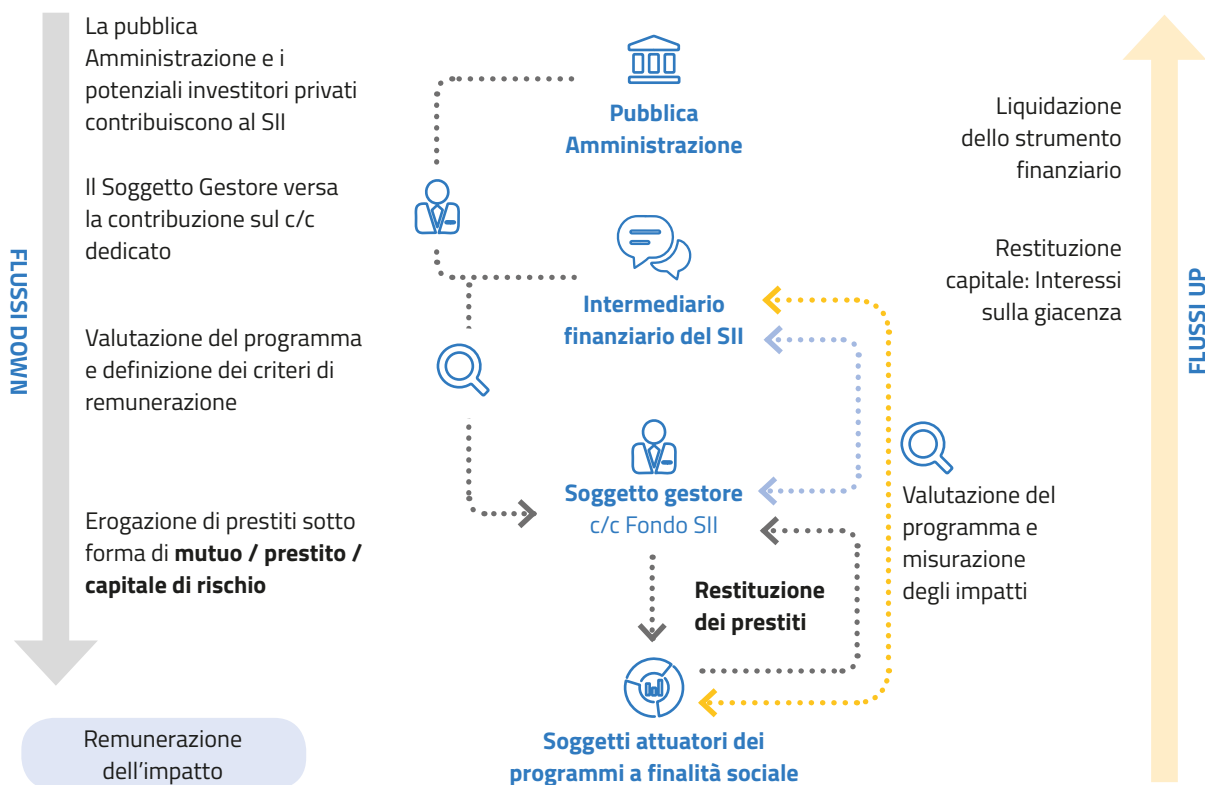 La pubblica
Amministrazione e i
potenziali investitori privati
contribuiscono al SII
Il Soggetto Gestore versa
la contribuzione sul c/c
dedicato
Valutazione del programma
e definizione dei criteri di
remunerazione
Erogazione di prestiti sotto
forma di mutuo / prestito /
capitale di rischio
FLUSSI DOWN
Remunerazione
dell'impatto
Pubblica
Amministrazione
Intermediario
finanziario del SII
Soggetto gestore
c/c Fondo SII
Restituzione
dei prestiti
Soggetti attuatori dei
programmi a finalità sociale
Liquidazione
dello strumento
finanziario
Restituzione
capitale: Interessi
sulla giacenza
Valutazione del
programma e
misurazione
degli impatti
FLUSSI UP